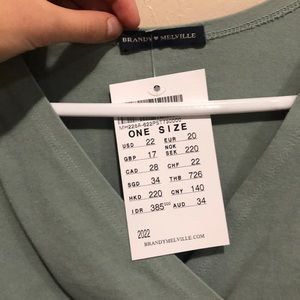 BRANDY ♥ MELVILLE
ONE SIZE
USD 22 EUR 20
GBP 17 NOK SEK 220
CAD 28 CHF 22
SGD 34 THB 726
HKD 220 CNY 140
IDR 385.000 AUD 34
2022
BRANDYMELVILLE.COM